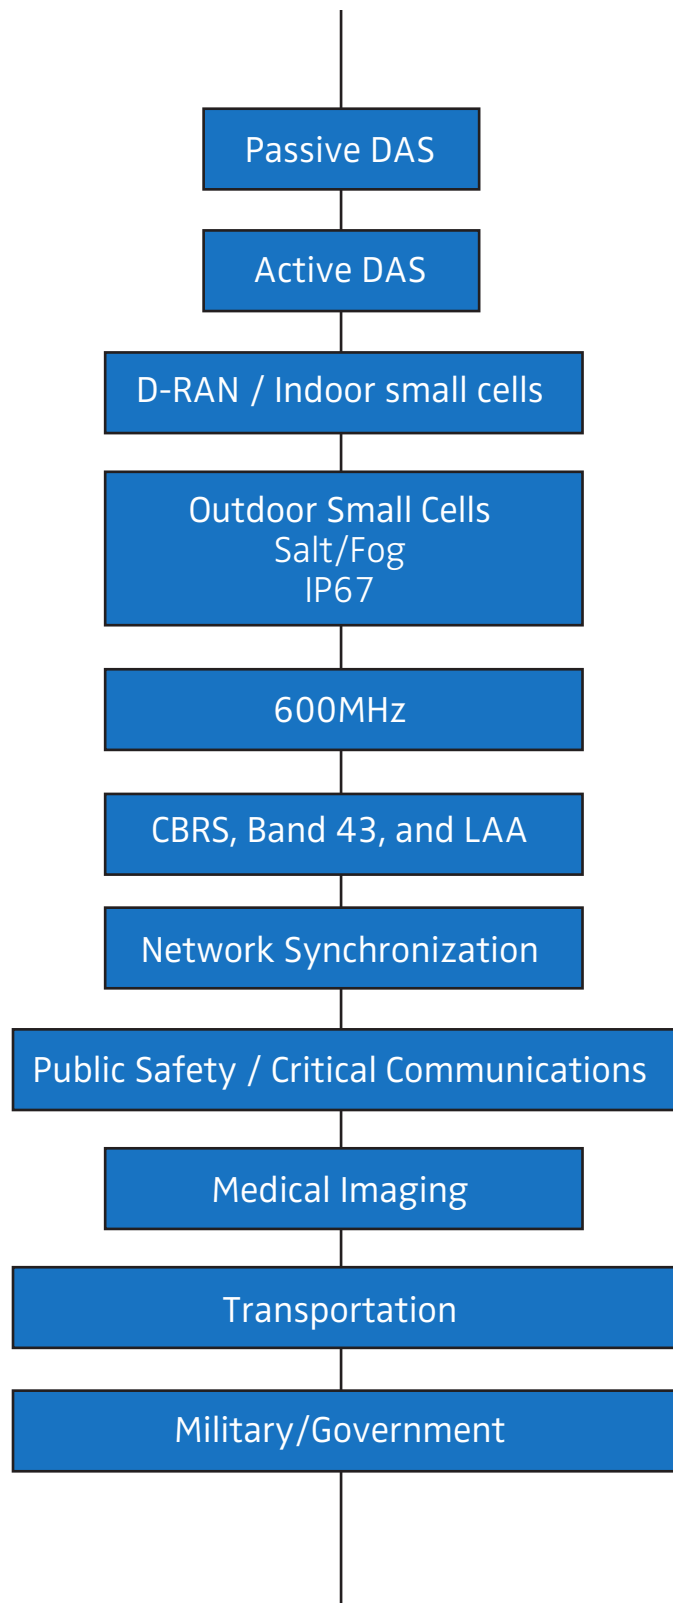 Passive DAS
Active DAS
D-RAN / Indoor small cells
Outdoor Small Cells
Salt/Fog
IP67
600MHz
CBRS, Band 43, and LAA
Network Synchronization
Public Safety / Critical Communications
Medical Imaging
Transportation
Military/Government